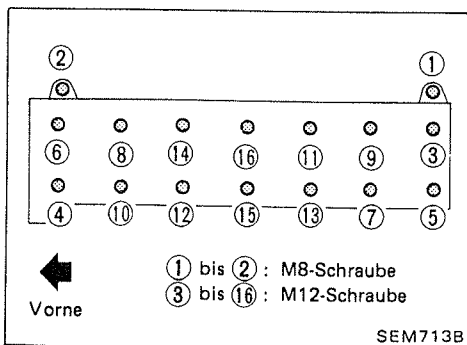 ② ①
⑥ ⑧ ⑭ ⑯ ⑪ ⑨ ③
④ ⑩ ⑫ ⑮ ⑬ ⑦ ⑤
① bis ② : M8-Schraube
③ bis ⑯ : M12-Schraube
Vorne
SEM713B